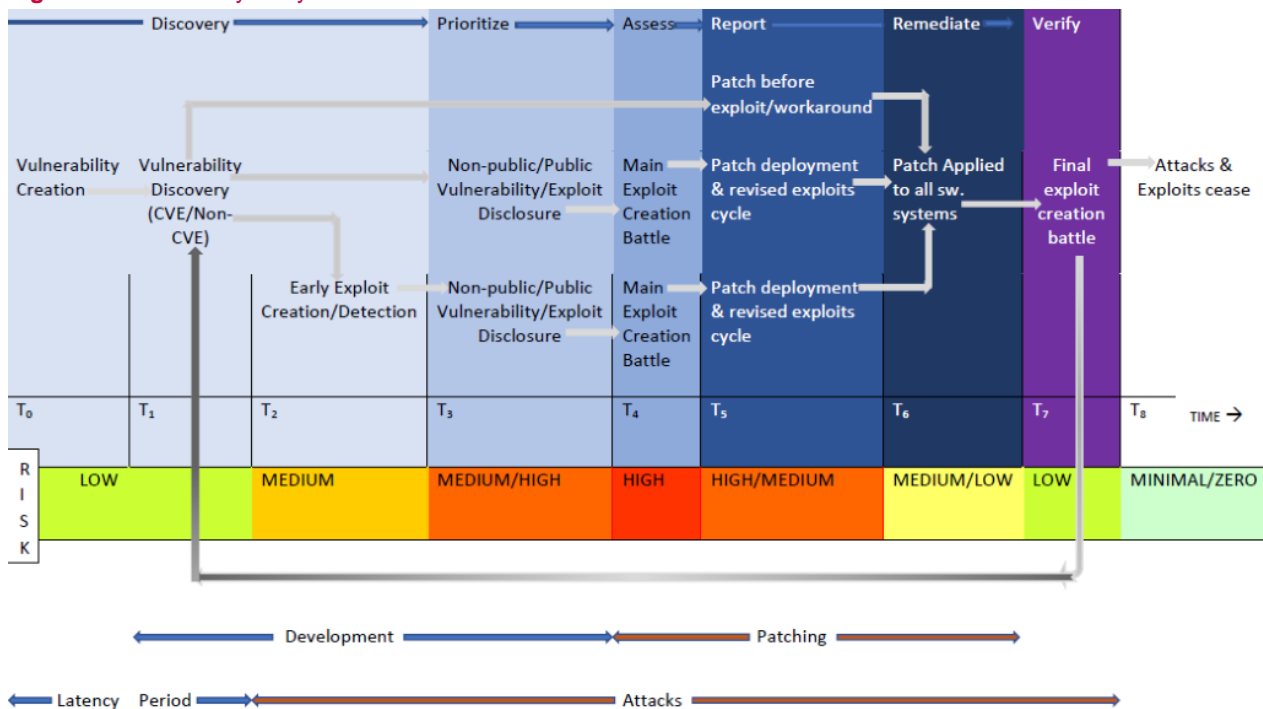 Discovery Prioritize Assess Report Remediate Verify
Patch before
exploit/workaround
Vulnerability
Creation
Vulnerability
Discovery
(CVE/Non-
CVE)
Non-public/Public
Vulnerability/Exploit
Disclosure
Main
Exploit
Creation
Battle
Patch deployment
& revised exploits
cycle
Patch Applied
to all sw.
systems
Final
exploit
creation
battle
Attacks &
Exploits cease
Early Exploit
Creation/Detection
Non-public/Public
Vulnerability/Exploit
Disclosure
Main
Exploit
Creation
Battle
Patch deployment
& revised exploits
cycle
T₀ T₁ T₂ T₃ T₄ T₅ T₆ T₇ T₈ TIME →
R
I
S
K
LOW MEDIUM MEDIUM/HIGH HIGH HIGH/MEDIUM MEDIUM/LOW LOW MINIMAL/ZERO
Development Patching
Latency Period Attacks